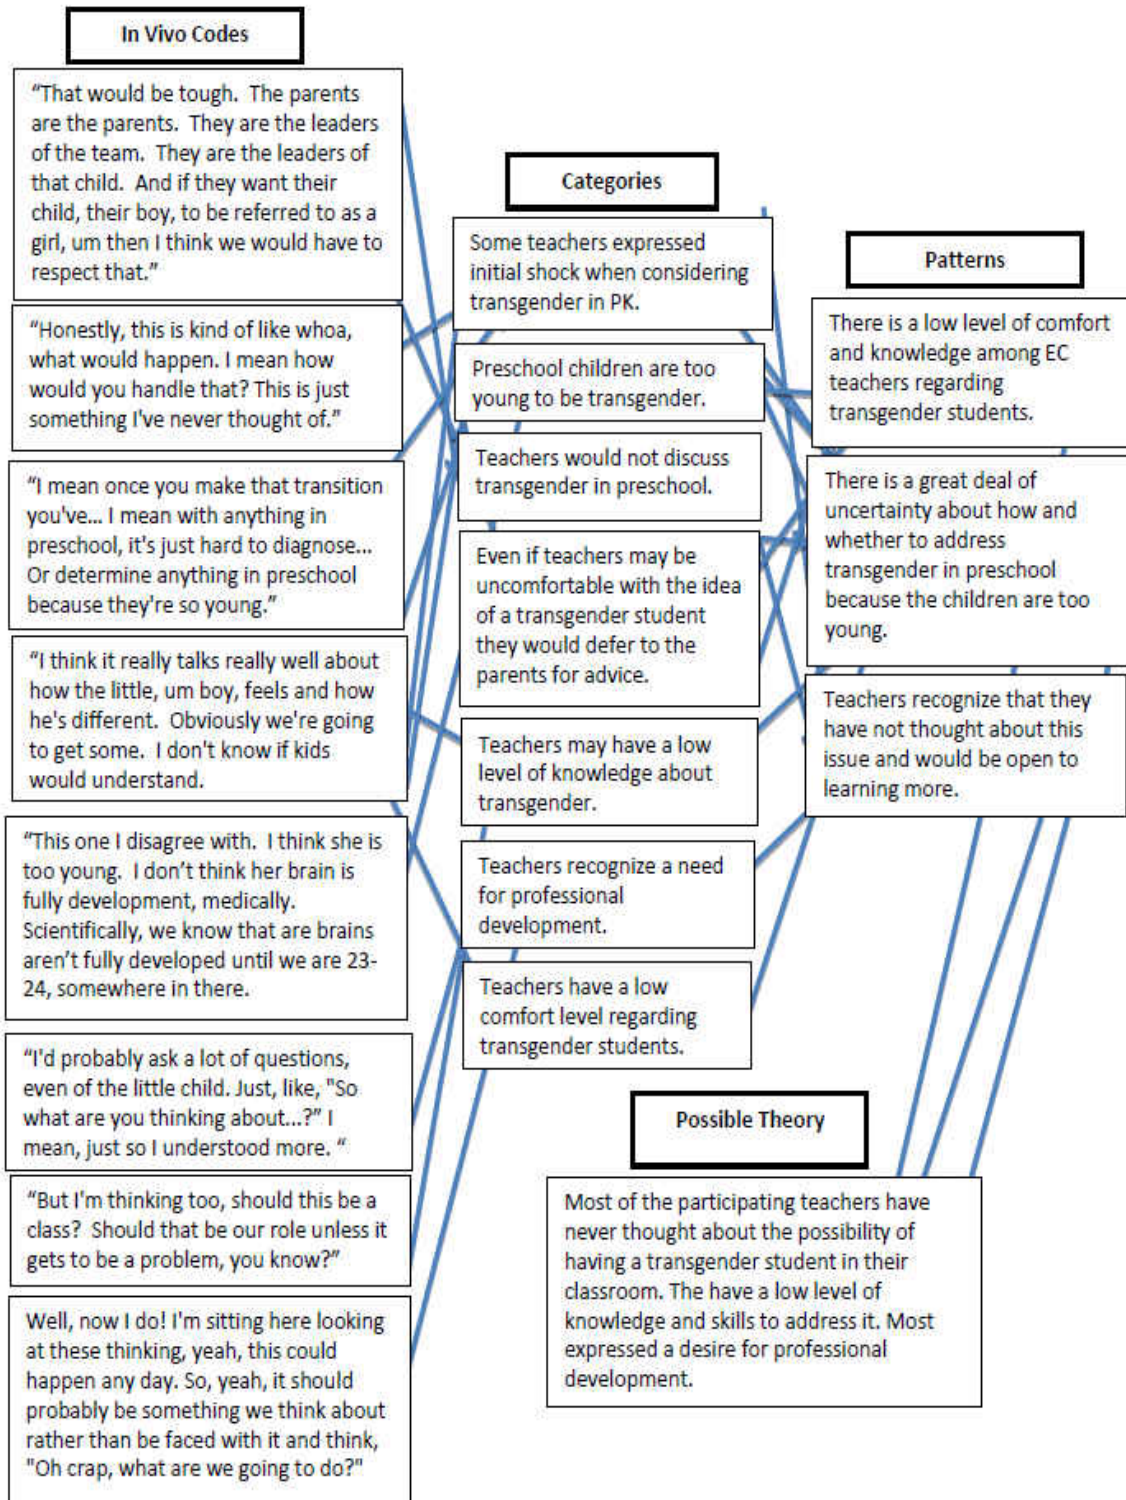 In Vivo Codes
“That would be tough.  The parents
are the parents.  They are the leaders
of the team.  They are the leaders of
that child.  And if they want their
child, their boy, to be referred to as a
girl, um then I think we would have to
respect that.”
“Honestly, this is kind of like whoa,
what would happen. I mean how
would you handle that? This is just
something I've never thought of.”
“I mean once you make that transition
you've... I mean with anything in
preschool, it's just hard to diagnose...
Or determine anything in preschool
because they're so young.”
“I think it really talks really well about
how the little, um boy, feels and how
he's different.  Obviously we're going
to get some.  I don't know if kids
would understand.
“This one I disagree with.  I think she is
too young.  I don’t think her brain is
fully development, medically.
Scientifically, we know that are brains
aren’t fully developed until we are 23-
24, somewhere in there.
“I'd probably ask a lot of questions,
even of the little child. Just, like, "So
what are you thinking about...?” I
mean, just so I understood more. “
“But I'm thinking too, should this be a
class?  Should that be our role unless it
gets to be a problem, you know?”
Well, now I do! I'm sitting here looking
at these thinking, yeah, this could
happen any day. So, yeah, it should
probably be something we think about
rather than be faced with it and think,
"Oh crap, what are we going to do?"
Categories
Some teachers expressed
initial shock when considering
transgender in PK.
Preschool children are too
young to be transgender.
Teachers would not discuss
transgender in preschool.
Even if teachers may be
uncomfortable with the idea
of a transgender student
they would defer to the
parents for advice.
Teachers may have a low
level of knowledge about
transgender.
Teachers recognize a need
for professional
development.
Teachers have a low
comfort level regarding
transgender students.
Patterns
There is a low level of comfort
and knowledge among EC
teachers regarding
transgender students.
There is a great deal of
uncertainty about how and
whether to address
transgender in preschool
because the children are too
young.
Teachers recognize that they
have not thought about this
issue and would be open to
learning more.
Possible Theory
Most of the participating teachers have
never thought about the possibility of
having a transgender student in their
classroom. The have a low level of
knowledge and skills to address it. Most
expressed a desire for professional
development.